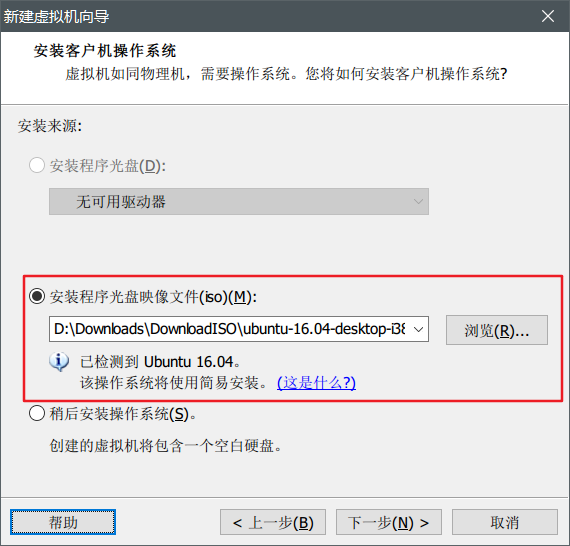 新建虚拟机向导
安装客户机操作系统
虚拟机如同物理机，需要操作系统。您将如何安装客户机操作系统?
安装来源:
安装程序光盘(D):
无可用驱动器
安装程序光盘映像文件(iso)(M):
D:\Downloads\DownloadISO\ubuntu-16.04-desktop-i38
浏览(R)...
已检测到 Ubuntu 16.04。
该操作系统将使用简易安装。 (这是什么?)
稍后安装操作系统(S)。
创建的虚拟机将包含一个空白硬盘。
帮助
< 上一步(B)
下一步(N) >
取消